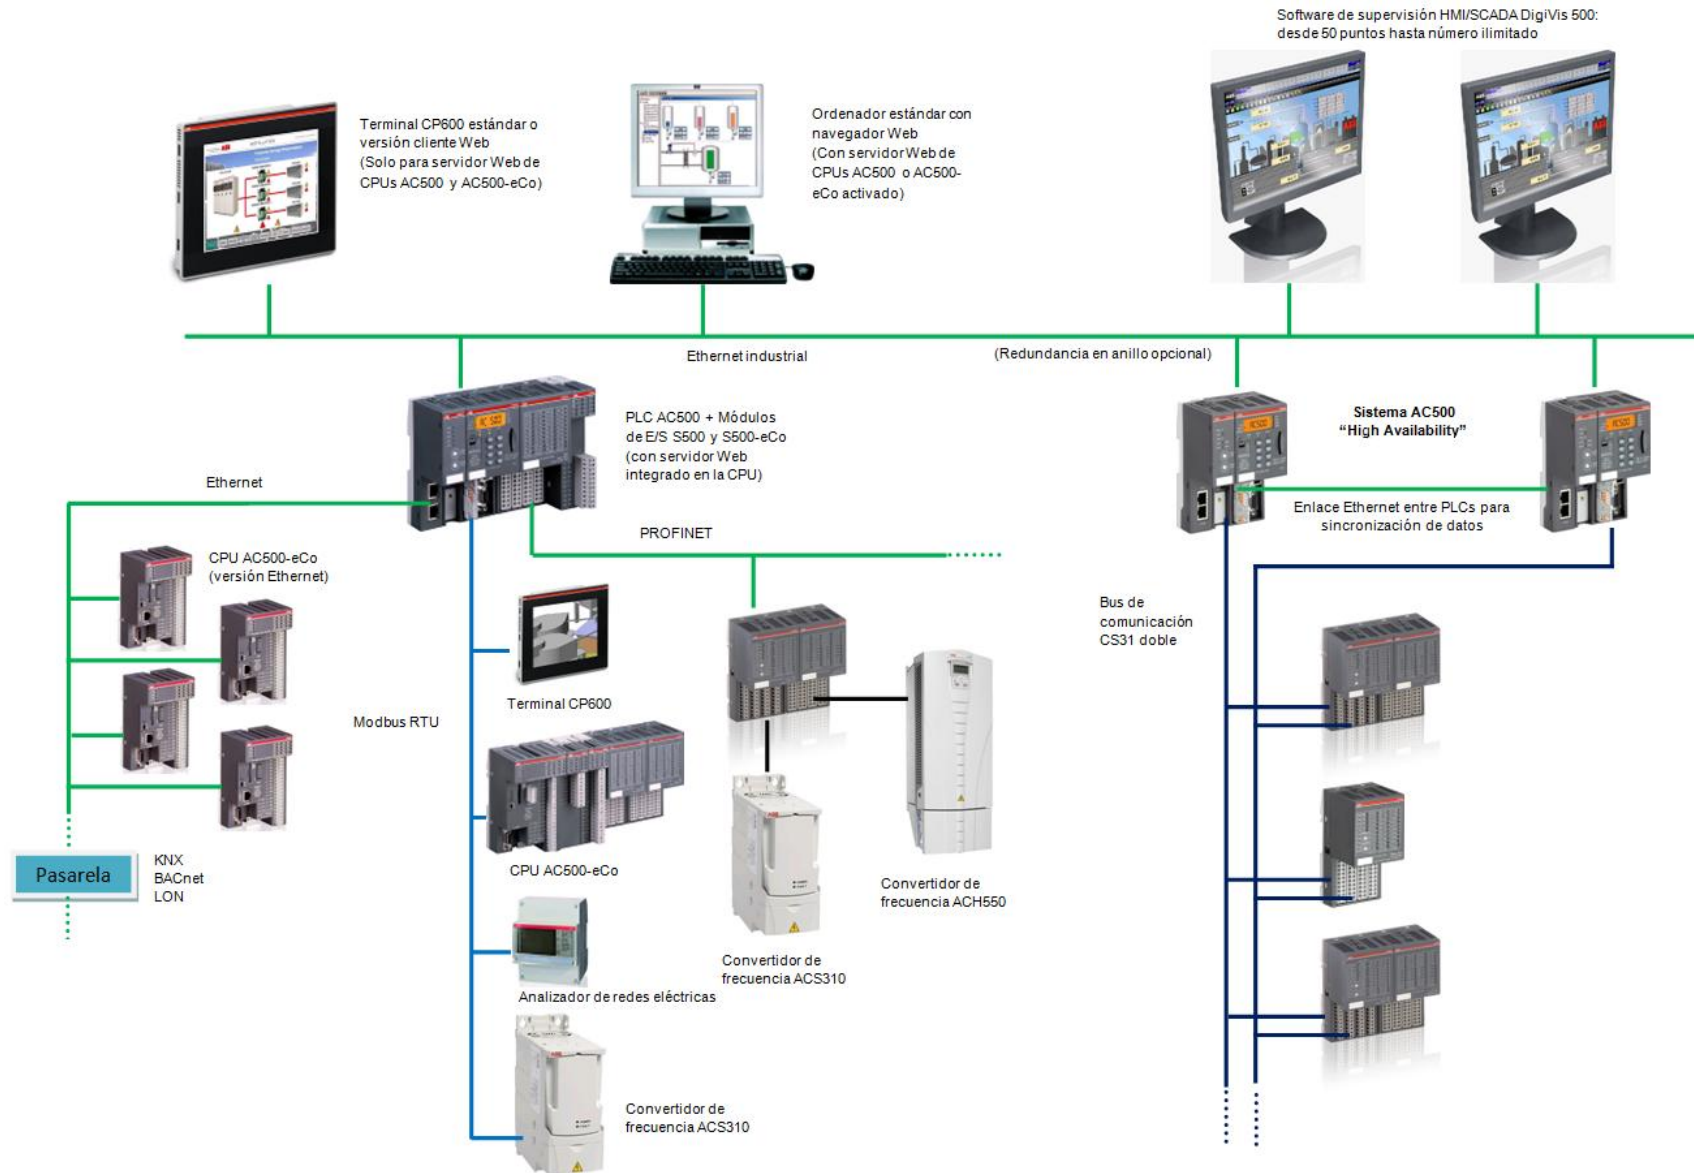 Software de supervisión HMI/SCADA DigiVis 500:
desde 50 puntos hasta número ilimitado
Terminal CP600 estándar o
versión cliente Web
(Solo para servidor Web de
CPUs AC500 y AC500-eCo)
Ordenador estándar con
navegador Web
(Con servidor Web de
CPUs AC500 o AC500-
eCo activado)
Ethernet industrial
(Redundancia en anillo opcional)
PLC AC500 + Módulos
de E/S S500 y S500-eCo
(con servidor Web
integrado en la CPU)
Sistema AC500
“High Availability”
Ethernet
Enlace Ethernet entre PLCs para
sincronización de datos
PROFINET
CPU AC500-eCo
(versión Ethernet)
Bus de
comunicación
CS31 doble
Terminal CP600
Modbus RTU
Pasarela
KNX
BACnet
LON
CPU AC500-eCo
Convertidor de
frecuencia ACH550
Convertidor de
frecuencia ACS310
Analizador de redes eléctricas
Convertidor de
frecuencia ACS310